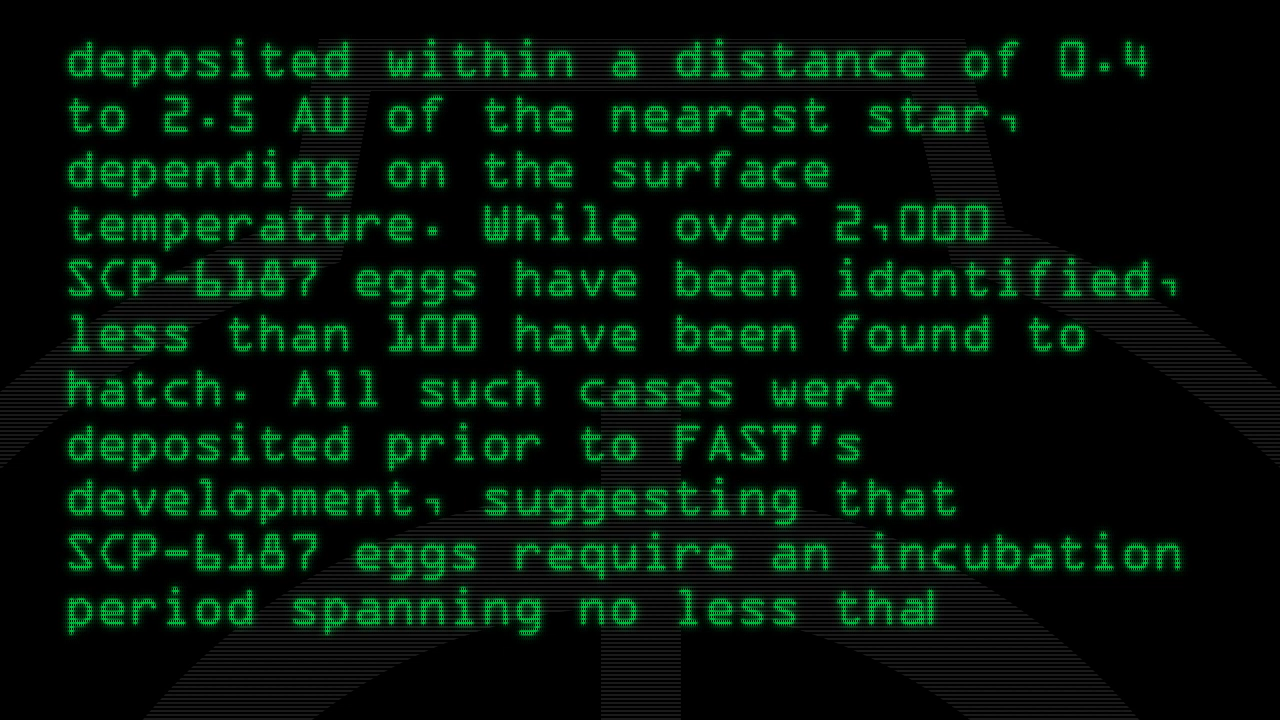 deposited within a distance of 0.4
to 2.5 AU of the nearest star,
depending on the surface
temperature. While over 2,000
SCP-6187 eggs have been identified,
less than 100 have been found to
hatch. All such cases were
deposited prior to FAST's
development, suggesting that
SCP-6187 eggs require an incubation
period spanning no less tha